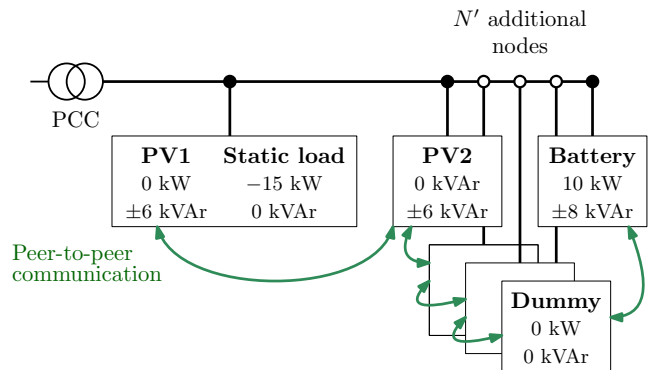 N′ additional
nodes
PCC
PV1
0 kW
±6 kVAr
Static load
−15 kW
0 kVAr
PV2
0 kVAr
±6 kVAr
Battery
10 kW
±8 kVAr
Peer-to-peer
communication
Dummy
0 kW
0 kVAr